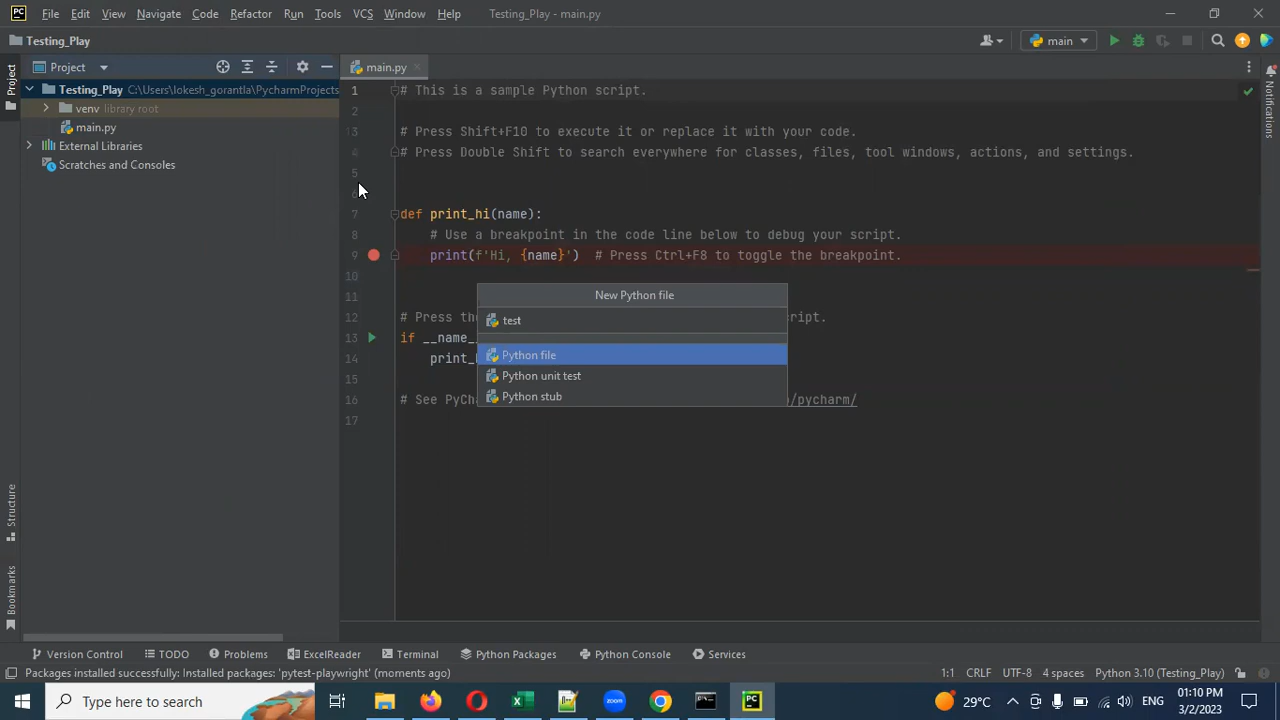 PC File Edit View Navigate Code Refactor Run Tools VCS Window Help Testing_Play - main.py
Testing_Play main
Project main.py
Testing_Play C:\Users\lokesh_gorantla\PycharmProjects
venv library root
main.py
External Libraries
Scratches and Consoles
Project
Structure
Bookmarks
1 # This is a sample Python script.
2
3 # Press Shift+F10 to execute it or replace it with your code.
4 # Press Double Shift to search everywhere for classes, files, tool windows, actions, and settings.
5
6
7 def print_hi(name):
8 # Use a breakpoint in the code line below to debug your script.
9 print(f'Hi, {name}') # Press Ctrl+F8 to toggle the breakpoint.
10
11
12 # Press script.
13 if __name_
14 print_
15
16 # See /pycharm/
17
New Python file
test
Python file
Python unit test
Python stub
Notifications
Version Control TODO Problems ExcelReader Terminal Python Packages Python Console Services
Packages installed successfully: Installed packages: 'pytest-playwright' (moments ago) 1:1 CRLF UTF-8 4 spaces Python 3.10 (Testing_Play)
Type here to search zoom PC 29°C ENG 01:10 PM
3/2/2023